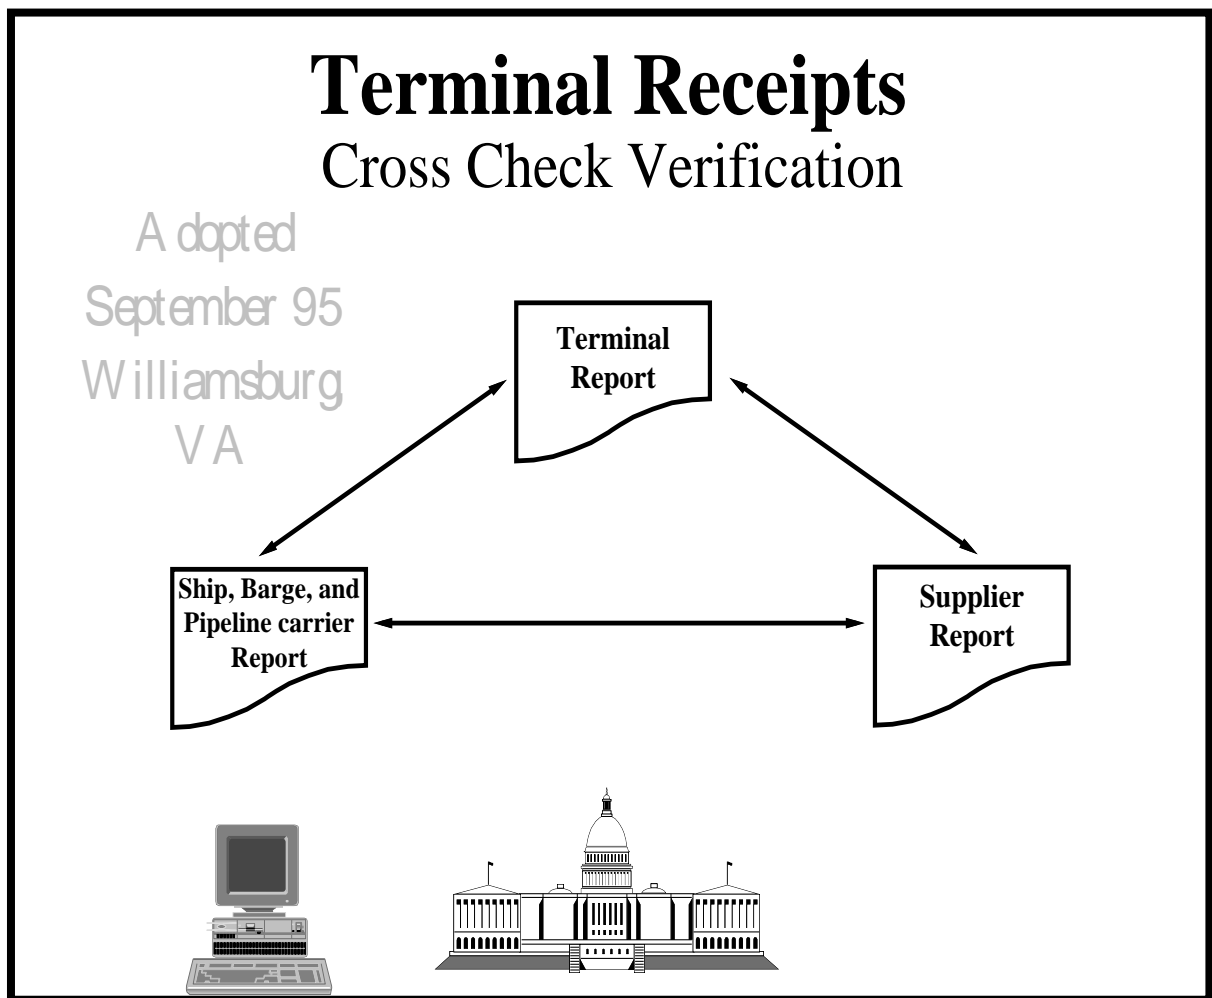 Terminal Receipts
Cross Check Verification
Adopted
September 95
Williamsburg,
VA
Terminal
Report
Ship, Barge, and
Pipeline carrier
Report
Supplier
Report